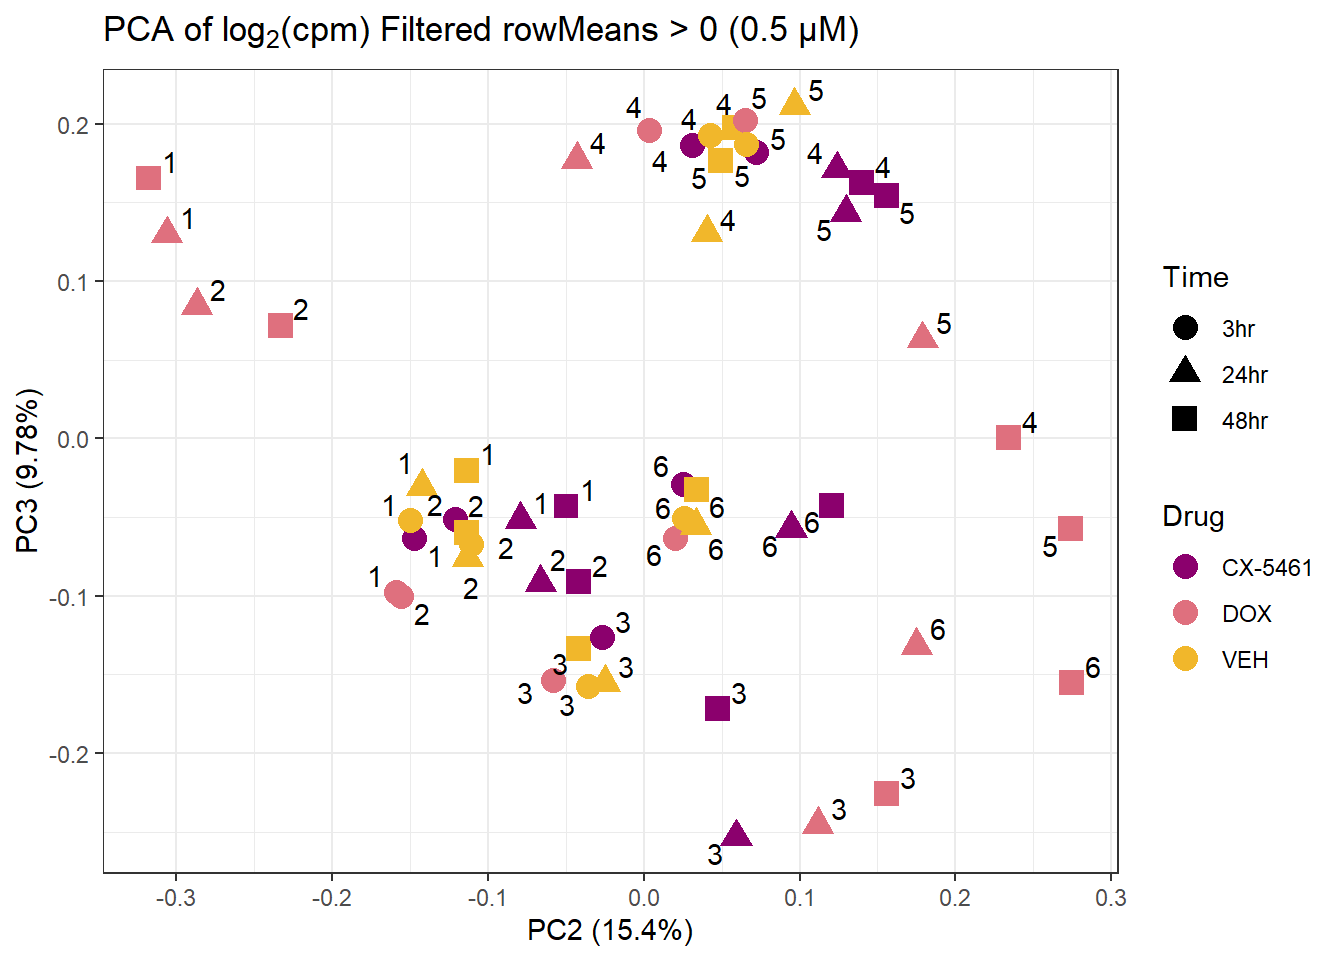 PCA of log2(cpm) Filtered rowMeans > 0 (0.5 µM)
5
4 4 5
4 5
1 4 4 4 4
5 5
1 5
4 5
2
2
5
4
1 1 6
1 2 2 1 1 6 6 6
1 2 6 6 6 5
1 2 2
2 2
3 6
3 3
3 3 3 6
3
3
3
0.2
0.1
0.0
-0.1
-0.2
PC3 (9.78%)
-0.3 -0.2 -0.1 0.0 0.1 0.2 0.3
PC2 (15.4%)
Time
3hr
24hr
48hr
Drug
CX-5461
DOX
VEH